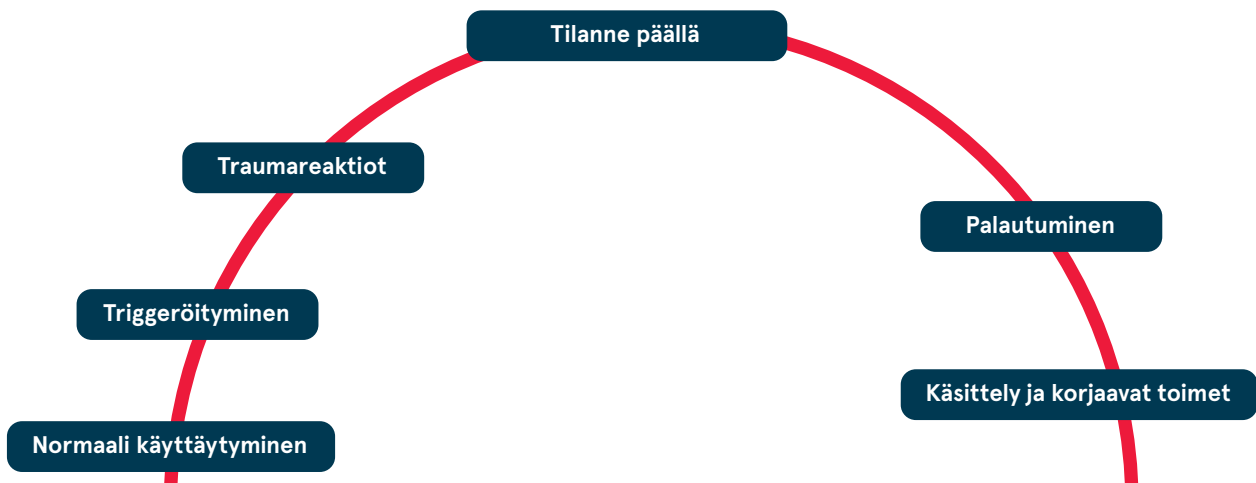 Tilanne päällä
Traumareaktiot
Palautuminen
Triggeröityminen
Käsittely ja korjaavat toimet
Normaali käyttäytyminen